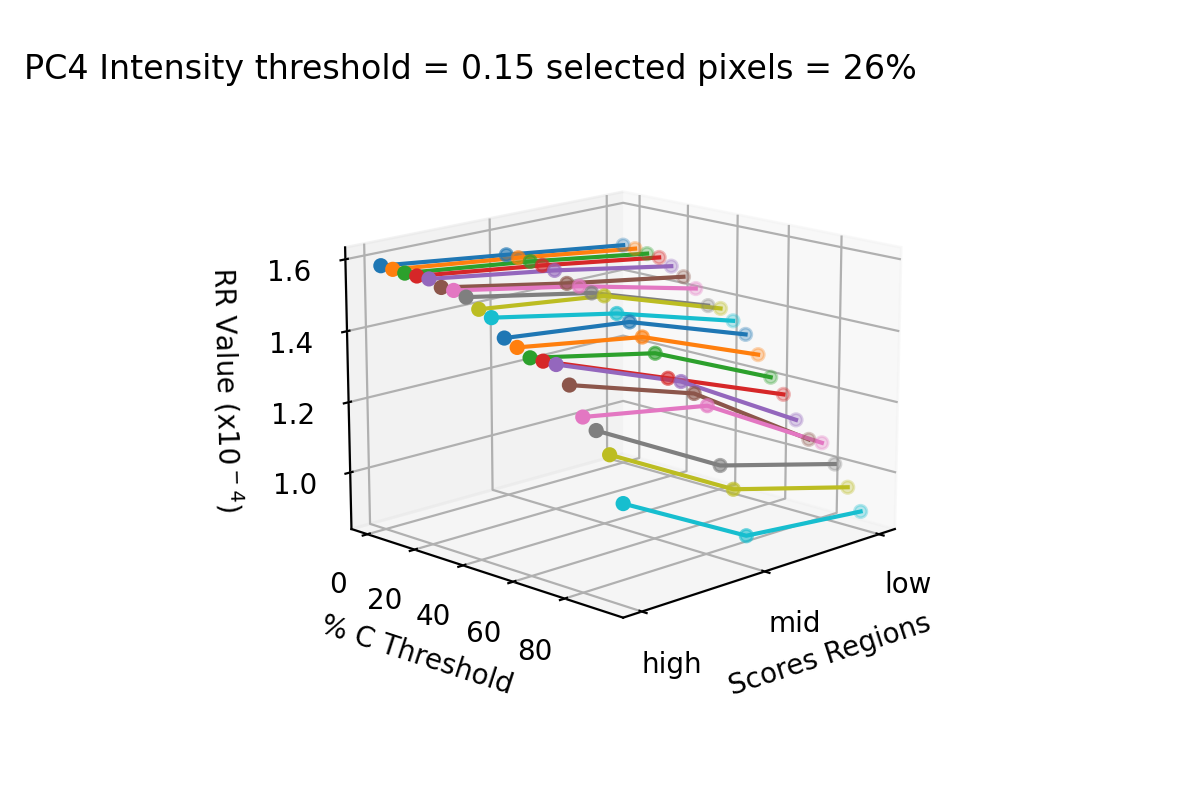 PC4 Intensity threshold = 0.15 selected pixels = 26%
RR Value (x10⁻⁴)
1.6
1.4
1.2
1.0
0
20
40
60
80
% C Threshold
high
mid
low
Scores Regions